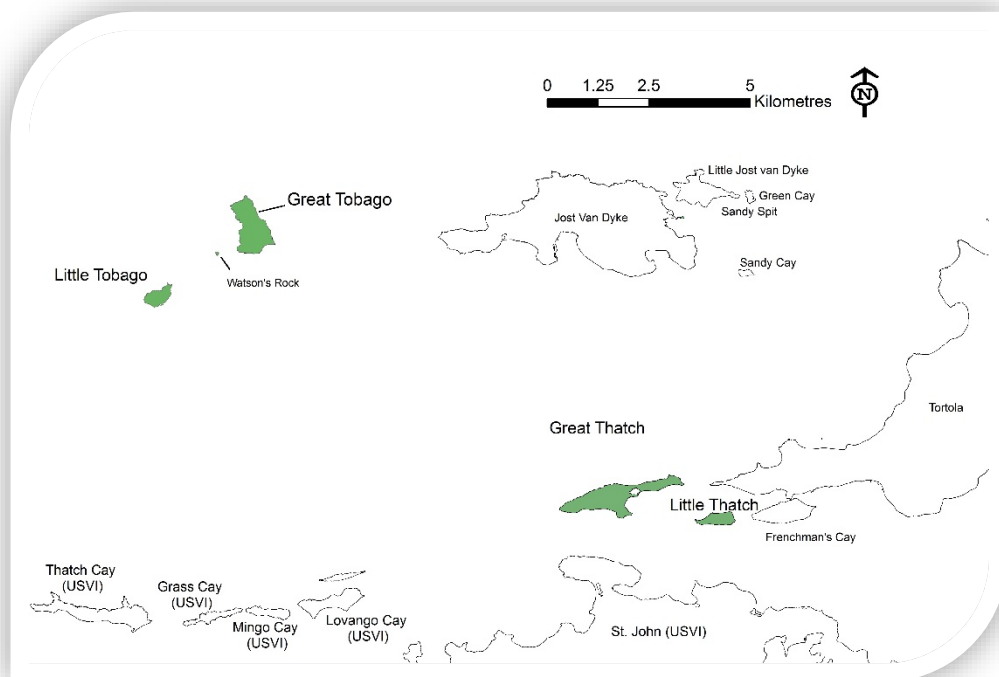 0 1.25 2.5 5
Kilometres
N
Little Jost van Dyke
Green Cay
Sandy Spit
Jost Van Dyke
Great Tobago
Sandy Cay
Little Tobago
Watson's Rock
Tortola
Great Thatch
Little Thatch
Frenchman's Cay
Thatch Cay
(USVI)
Grass Cay
(USVI)
Mingo Cay
(USVI)
Lovango Cay
(USVI)
St. John (USVI)